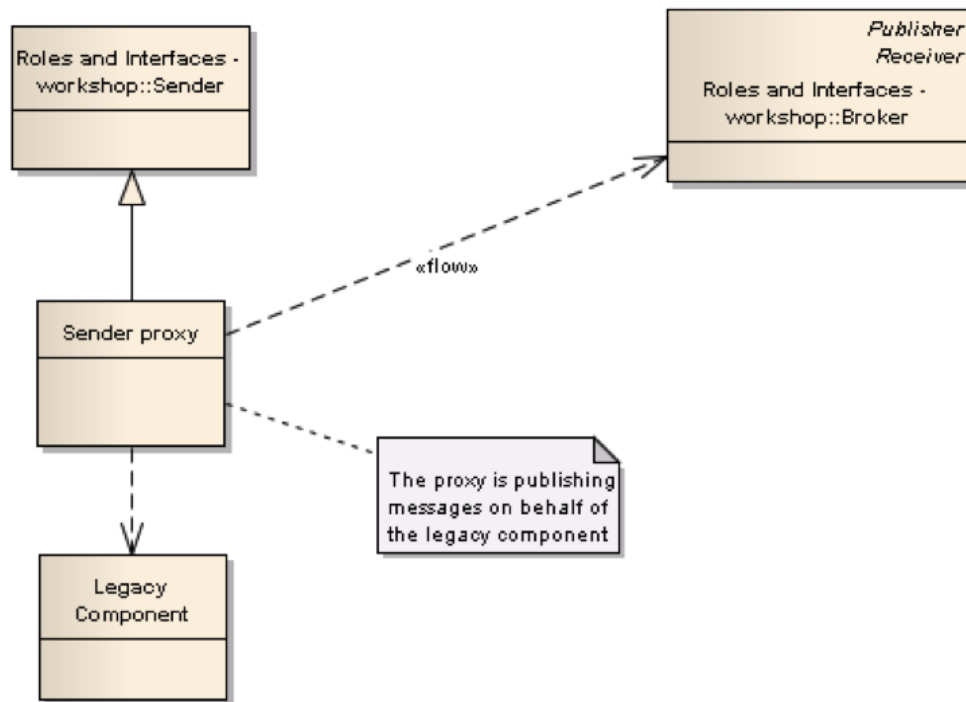 Roles and Interfaces -
workshop::Sender
Publisher
Receiver
Roles and Interfaces -
workshop::Broker
«flow»
Sender proxy
The proxy is publishing
messages on behalf of
the legacy component
Legacy
Component